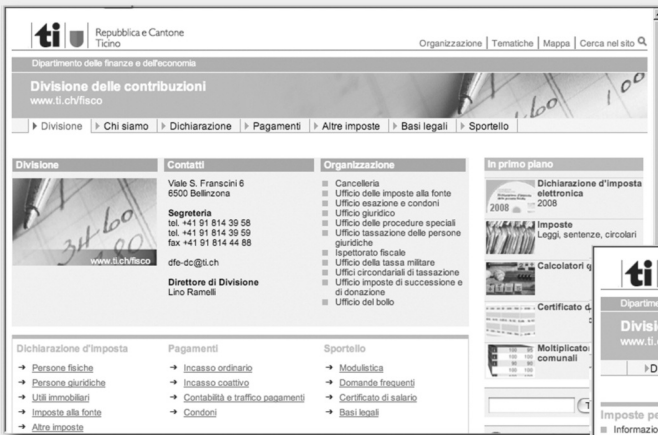 ti
Repubblica e Cantone
Ticino
Organizzazione | Tematiche | Mappa | Cerca nel sito
Dipartimento delle finanze e dell'economia
Divisione delle contribuzioni
www.ti.ch/fisco
Divisione | Chi siamo | Dichiarazione | Pagamenti | Altre imposte | Basi legali | Sportello
Divisione
www.ti.ch/fisco
Contatti
Viale S. Franscini 6
6500 Bellinzona
Segreteria
tel. +41 91 814 39 58
tel. +41 91 814 39 59
fax +41 91 814 44 88
dfe-dc@ti.ch
Direttore di Divisione
Lino Ramelli
Organizzazione
Cancelleria
Ufficio delle imposte alla fonte
Ufficio esazione e condoni
Ufficio giuridico
Ufficio delle procedure speciali
Ufficio tassazione delle persone
giuridiche
Ispettorato fiscale
Ufficio della tassa militare
Uffici circondariali di tassazione
Ufficio imposte di successione e
di donazione
Ufficio del bollo
In primo piano
2008
Dichiarazione d'imposta
elettronica
2008
Imposte
Leggi, sentenze, circolari
Calcolatori
Certificato
Moltiplicato
comunali
Dichiarazione d'imposta
Persone fisiche
Persone giuridiche
Utili immobiliari
Imposte alla fonte
Altre imposte
Pagamenti
Incasso ordinario
Incasso coattivo
Contabilità e traffico pagamenti
Condoni
Sportello
Modulistica
Domande frequenti
Certificato di salario
Basi legali
ti
Dipartime
Divisi
www.ti.
D
Imposte pe
Informazio